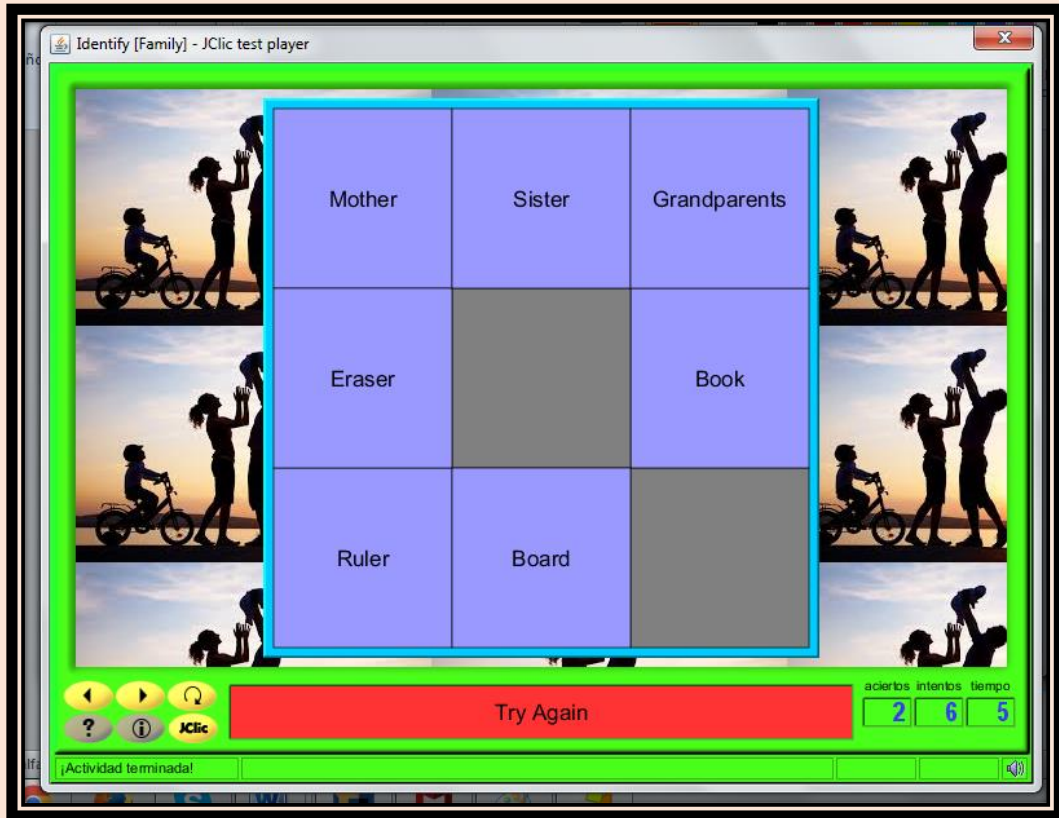 Identify [Family] - JClic test player
Mother Sister Grandparents
Eraser Book
Ruler Board
aciertos intentos tiempo
2 6 5
Try Again
? i JClic
¡Actividad terminada!